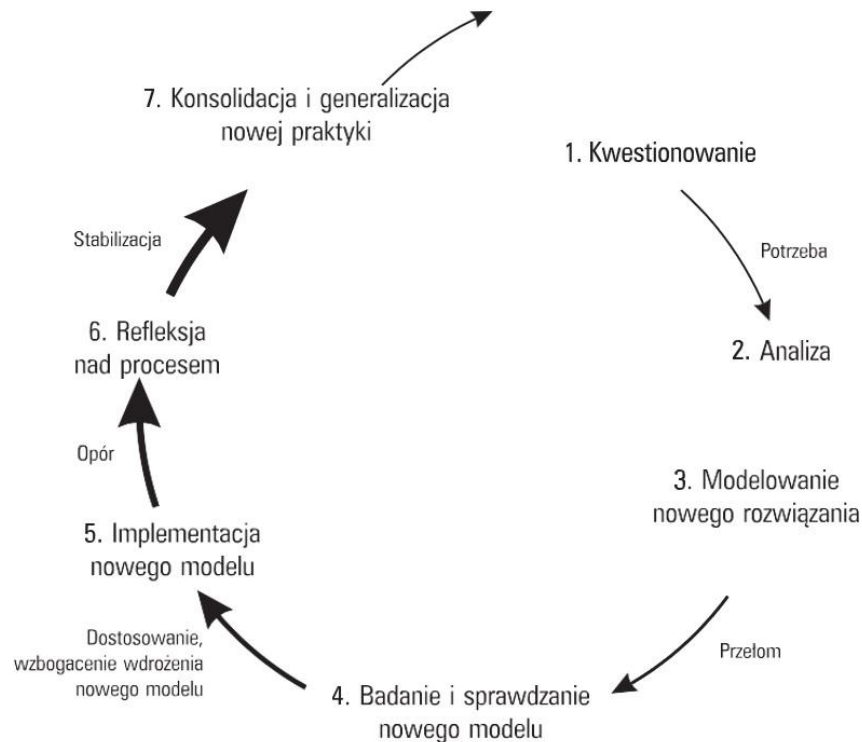 1. Kwestionowanie
Potrzeba
2. Analiza
3. Modelowanie
nowego rozwiązania
Przełom
4. Badanie i sprawdzanie
nowego modelu
Dostosowanie,
wzbogacenie wdrożenia
nowego modelu
5. Implementacja
nowego modelu
Opór
6. Refleksja
nad procesem
Stabilizacja
7. Konsolidacja i generalizacja
nowej praktyki